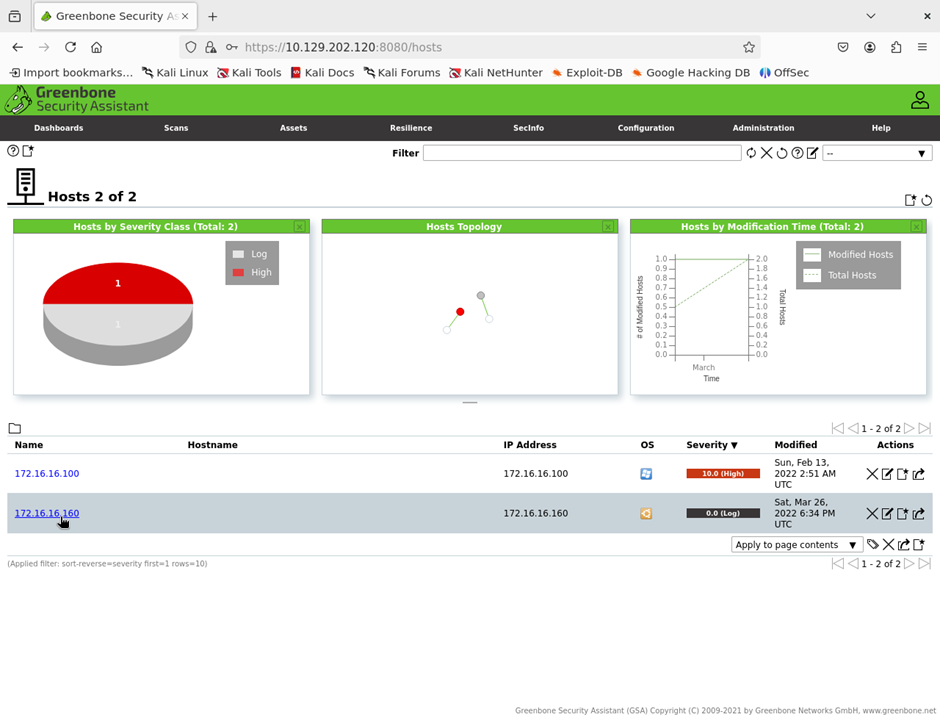 Greenbone Security As
https://10.129.202.120:8080/hosts
Import bookmarks... Kali Linux Kali Tools Kali Docs Kali Forums Kali NetHunter Exploit-DB Google Hacking DB OffSec
Greenbone
Security Assistant
Dashboards Scans Assets Resilience SecInfo Configuration Administration Help
Filter --
Hosts 2 of 2
Hosts by Severity Class (Total: 2)
Log
High
1
1
Hosts Topology
Hosts by Modification Time (Total: 2)
Modified Hosts
Total Hosts
# of Modified Hosts
1.0
0.9
0.8
0.7
0.6
0.5
0.4
0.3
0.2
0.1
0.0
2.0
1.8
1.6
1.4
1.2
1.0
0.8
0.6
0.4
0.2
0.0
Total Hosts
March
Time
1 - 2 of 2
Name Hostname IP Address OS Severity ▼ Modified Actions
172.16.16.100 172.16.16.100 10.0 (High) Sun, Feb 13,
2022 2:51 AM
UTC
172.16.16.160 172.16.16.160 0.0 (Log) Sat, Mar 26,
2022 6:34 PM
UTC
Apply to page contents
(Applied filter: sort-reverse=severity first=1 rows=10) 1 - 2 of 2
Greenbone Security Assistant (GSA) Copyright (C) 2009-2021 by Greenbone Networks GmbH, www.greenbone.net